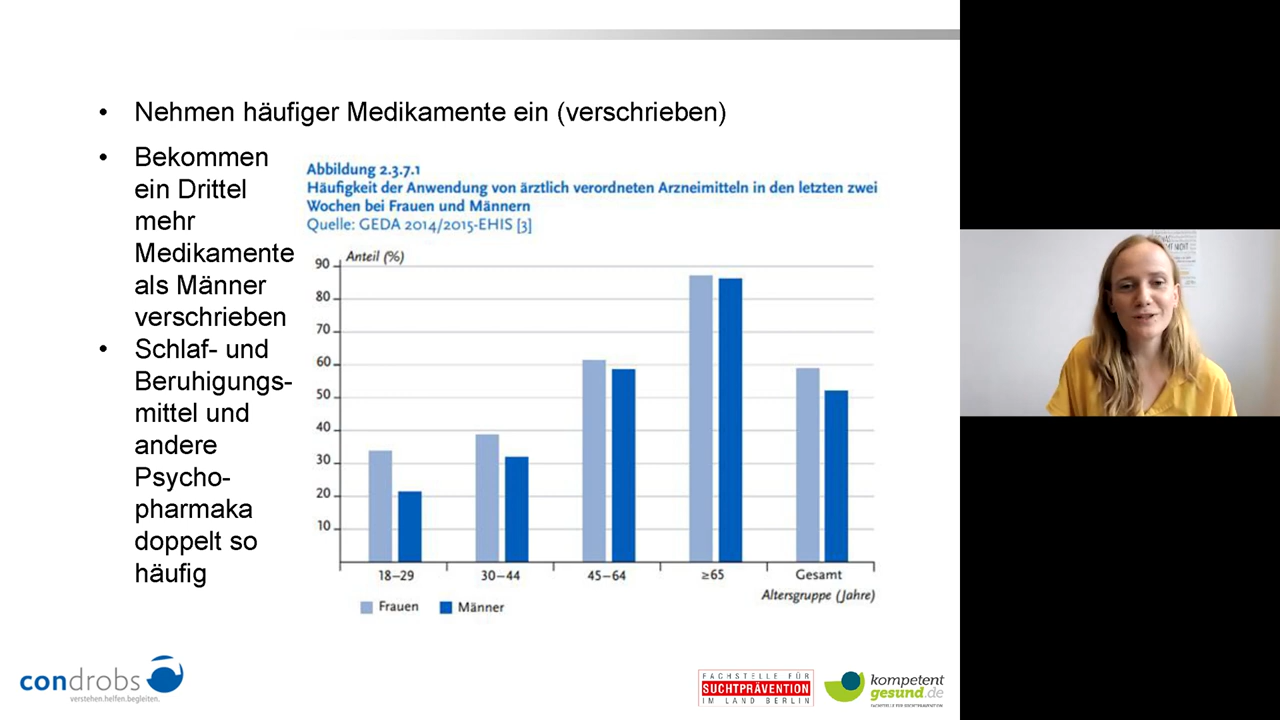 • Nehmen häufiger Medikamente ein (verschrieben)
• Bekommen
ein Drittel
mehr
Medikamente
als Männer
verschrieben
• Schlaf- und
Beruhigungs-
mittel und
andere
Psycho-
pharmaka
doppelt so
häufig
Abbildung 2.3.7.1
Häufigkeit der Anwendung von ärztlich verordneten Arzneimitteln in den letzten zwei
Wochen bei Frauen und Männern
Quelle: GEDA 2014/2015-EHIS [3]
Anteil (%)
90
80
70
60
50
40
30
20
10
18–29 30–44 45–64 ≥65 Gesamt
Altersgruppe (Jahre)
Frauen Männer
condrobs
verstehen.helfen.begleiten.
FACHSTELLE FÜR
SUCHTPRÄVENTION
IM LAND BERLIN
kompetent
gesund.de
FACHSTELLE FÜR SUCHTPRÄVENTION